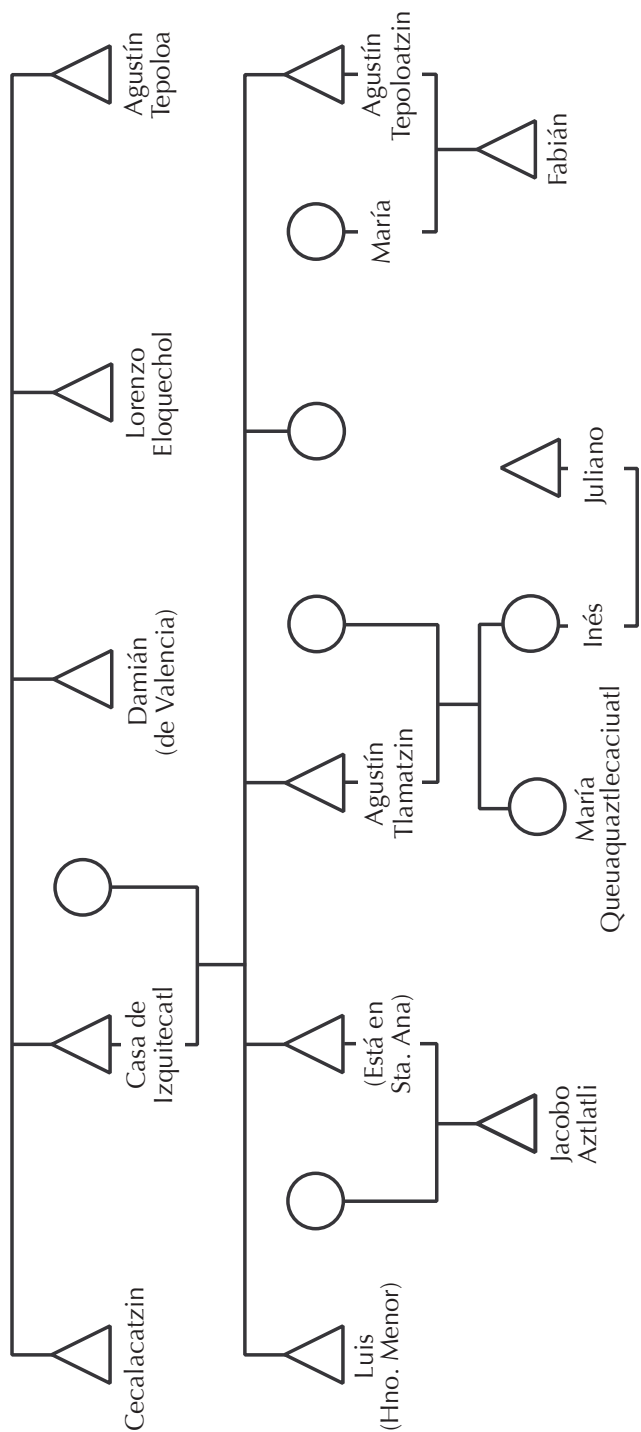 Cecalacatzin
Casa de
Izquitecatl
Damián
(de Valencia)
Lorenzo
Eloquechol
Agustín
Tepoloa
Luis
(Hno. Menor)
(Está en
Sta. Ana)
Agustín
Tlamatzin
María
Agustín
Tepoloatzin
Jacobo
Aztlatli
María
Queuaquaztlecaciuatl
Inés
Juliano
Fabián